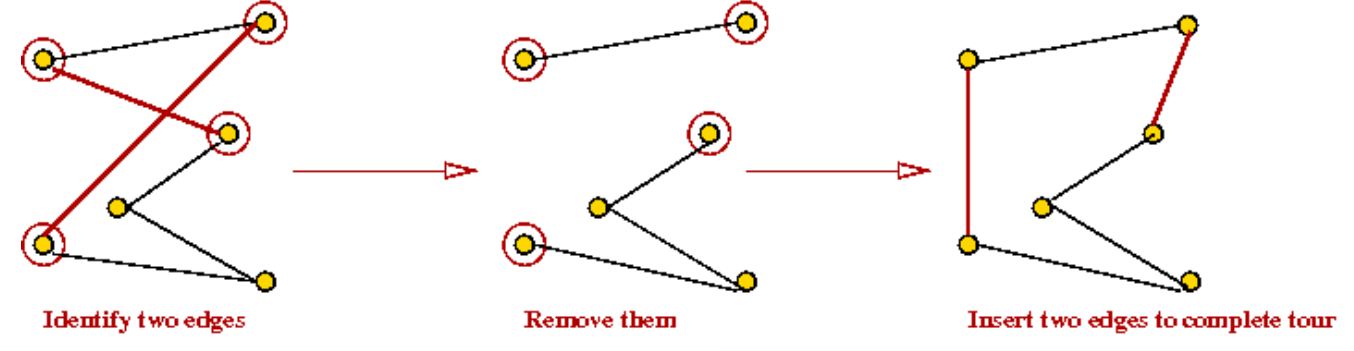 Identify two edges
Remove them
Insert two edges to complete tour